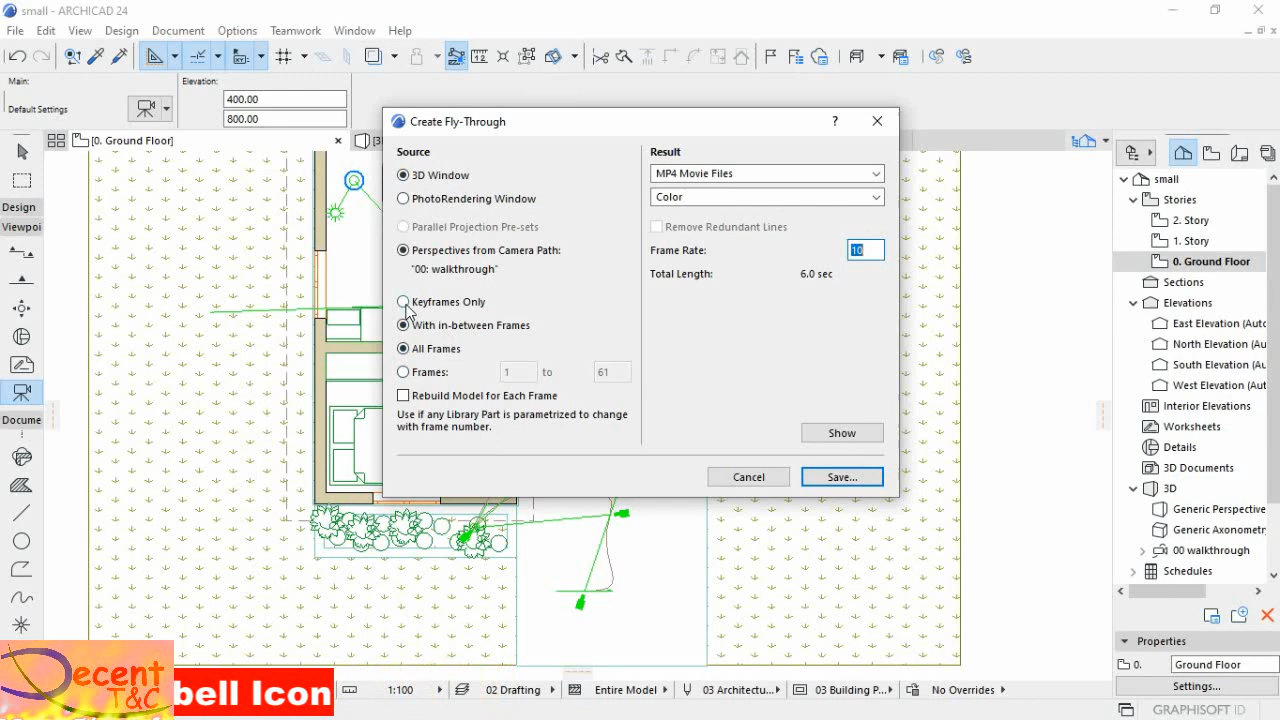 small - ARCHICAD 24
File Edit View Design Document Options Teamwork Window Help
Main:
Default Settings
Elevation:
400.00
800.00
[0. Ground Floor]
[3
Design
Viewpoi
Docume
Create Fly-Through
?
Source
3D Window
PhotoRendering Window
Parallel Projection Pre-sets
Perspectives from Camera Path:
"00: walkthrough"
Keyframes Only
With in-between Frames
All Frames
Frames: 1 to 61
Rebuild Model for Each Frame
Use if any Library Part is parametrized to change
with frame number.
Result
MP4 Movie Files
Color
Remove Redundant Lines
Frame Rate: 10
Total Length: 6.0 sec
Show
Cancel
Save...
small
Stories
2. Story
1. Story
0. Ground Floor
Sections
Elevations
East Elevation (Auto
North Elevation (Au
South Elevation (Aut
West Elevation (Aut
Interior Elevations
Worksheets
Details
3D Documents
3D
Generic Perspective
Generic Axonometry
00 walkthrough
Schedules
Properties
0. Ground Floor
Settings...
GRAPHISOFT ID
1:100
02 Drafting
Entire Model
03 Architectu...
Building P...
No Overrides
Decent
T&C
bell Icon